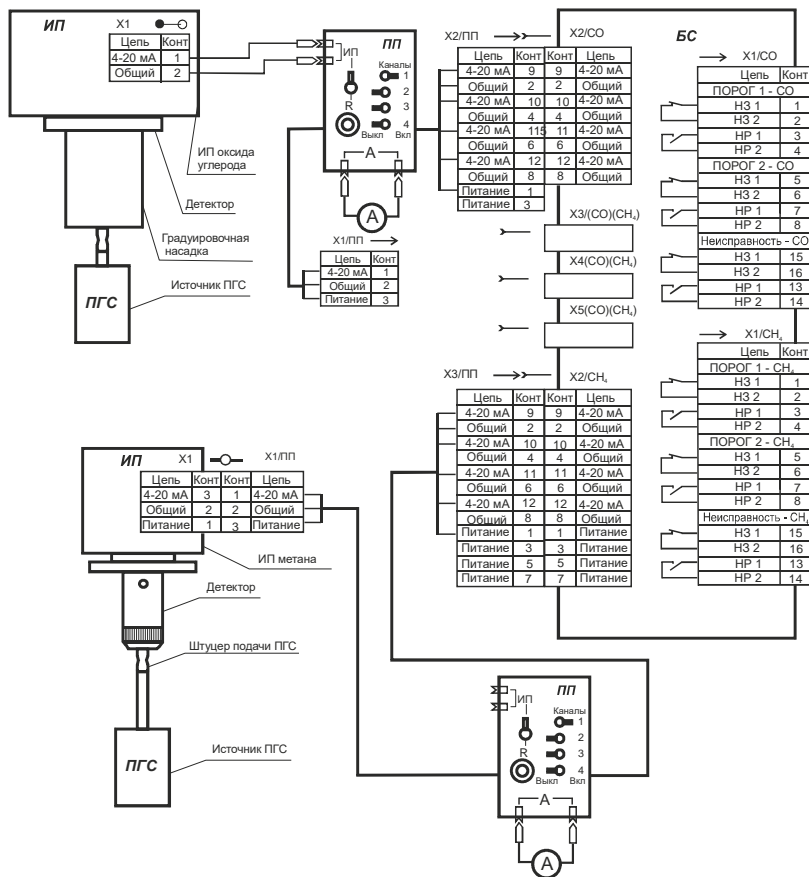 ИП X1
Цепь Конт
4-20 мА 1
Общий 2
ИП оксида
углерода
Детектор
Градуировочная
насадка
ПГС
Источник ПГС
ПП
ИП
Каналы
1
2
3
4
R
Выкл Вкл
А
А
X1/ПП
Цепь Конт
4-20 мА 1
Общий 2
Питание 3
X2/ПП X2/CO
Цепь Конт Конт Цепь
4-20 мА 9 9 4-20 мА
Общий 2 2 Общий
4-20 мА 10 10 4-20 мА
Общий 4 4 Общий
4-20 мА 115 11 4-20 мА
Общий 6 6 Общий
4-20 мА 12 12 4-20 мА
Общий 8 8 Общий
Питание 1
Питание 3
X3/(CO)(CH₄)
X4(CO)(CH₄)
X5(CO)(CH₄)
БС
X1/CO
Цепь Конт
ПОРОГ 1 - CO
НЗ 1 1
НЗ 2 2
НР 1 3
НР 2 4
ПОРОГ 2 - CO
НЗ 1 5
НЗ 2 6
НР 1 7
НР 2 8
Неисправность - CO
НЗ 1 15
НЗ 2 16
НР 1 13
НР 2 14
X1/CH₄
Цепь Конт
ПОРОГ 1 - CH₄
НЗ 1 1
НЗ 2 2
НР 1 3
НР 2 4
ПОРОГ 2 - CH₄
НЗ 1 5
НЗ 2 6
НР 1 7
НР 2 8
Неисправность - CH₄
НЗ 1 15
НЗ 2 16
НР 1 13
НР 2 14
X3/ПП X2/CH₄
Цепь Конт Конт Цепь
4-20 мА 9 9 4-20 мА
Общий 2 2 Общий
4-20 мА 10 10 4-20 мА
Общий 4 4 Общий
4-20 мА 11 11 4-20 мА
Общий 6 6 Общий
4-20 мА 12 12 4-20 мА
Общий 8 8 Общий
Питание 1 1 Питание
Питание 3 3 Питание
Питание 5 5 Питание
Питание 7 7 Питание
ИП X1 X1/ПП
Цепь Конт Конт Цепь
4-20 мА 3 1 4-20 мА
Общий 2 2 Общий
Питание 1 3 Питание
ИП метана
Детектор
Штуцер подачи ПГС
ПГС
Источник ПГС
ПП
ИП
Каналы
1
2
3
4
R
Выкл Вкл
А
А